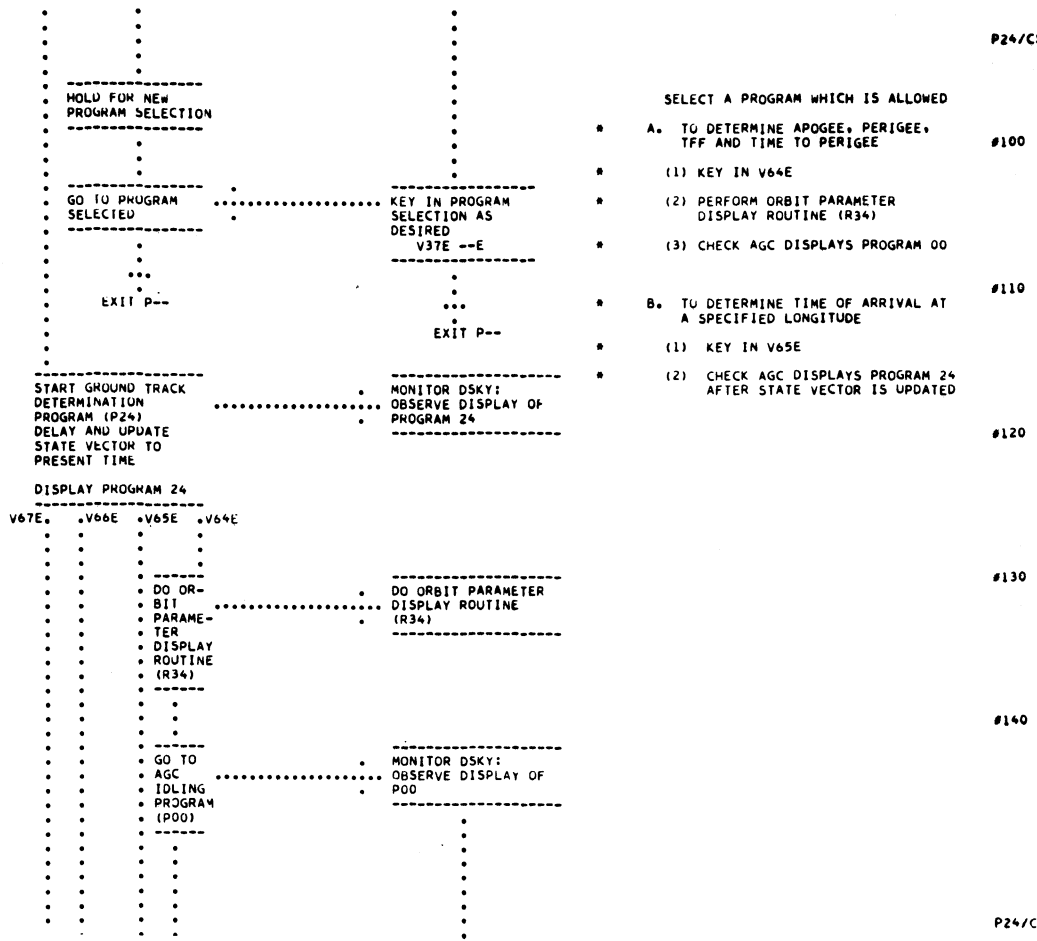 P24/C
HOLD FOR NEW
PROGRAM SELECTION
SELECT A PROGRAM WHICH IS ALLOWED
* A. TO DETERMINE APOGEE, PERIGEE,
TFF AND TIME TO PERIGEE
#100
* (1) KEY IN V64E
GO TO PROGRAM
SELECTED
KEY IN PROGRAM
SELECTION AS
DESIRED
V37E --E
* (2) PERFORM ORBIT PARAMETER
DISPLAY ROUTINE (R34)
* (3) CHECK AGC DISPLAYS PROGRAM 00
#110
EXIT P--
EXIT P--
* B. TO DETERMINE TIME OF ARRIVAL AT
A SPECIFIED LONGITUDE
* (1) KEY IN V65E
* (2) CHECK AGC DISPLAYS PROGRAM 24
AFTER STATE VECTOR IS UPDATED
START GROUND TRACK
DETERMINATION
PROGRAM (P24)
DELAY AND UPDATE
STATE VECTOR TO
PRESENT TIME
MONITOR DSKY:
OBSERVE DISPLAY OF
PROGRAM 24
#120
DISPLAY PROGRAM 24
V67E. .V66E .V65E .V64E
#130
DO OR-
BIT
PARAME-
TER
DISPLAY
ROUTINE
(R34)
DO ORBIT PARAMETER
DISPLAY ROUTINE
(R34)
#140
GO TO
AGC
IDLING
PROGRAM
(P00)
MONITOR DSKY:
OBSERVE DISPLAY OF
P00
P24/C